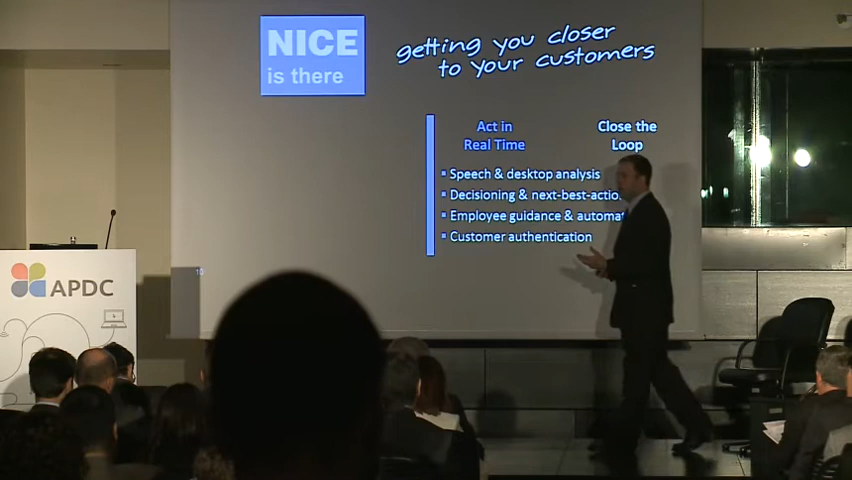 NICE
is there
getting you closer
to your customers
Act in
Real Time
Close the
Loop
▪ Speech & desktop analysis
▪ Decisioning & next-best-actio
▪ Employee guidance & automat
▪ Customer authentication
APDC